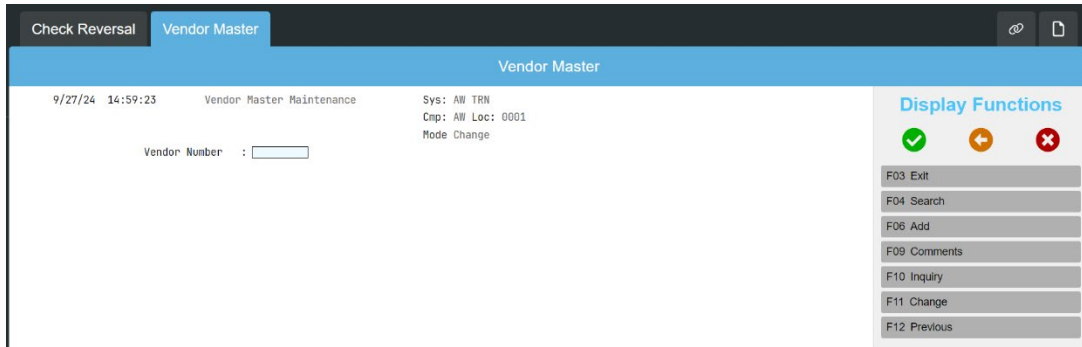 Check Reversal Vendor Master
Vendor Master
9/27/24 14:59:23 Vendor Master Maintenance Sys: AW TRN
Cmp: AW Loc: 0001
Mode Change
Vendor Number :
Display Functions
F03 Exit
F04 Search
F06 Add
F09 Comments
F10 Inquiry
F11 Change
F12 Previous